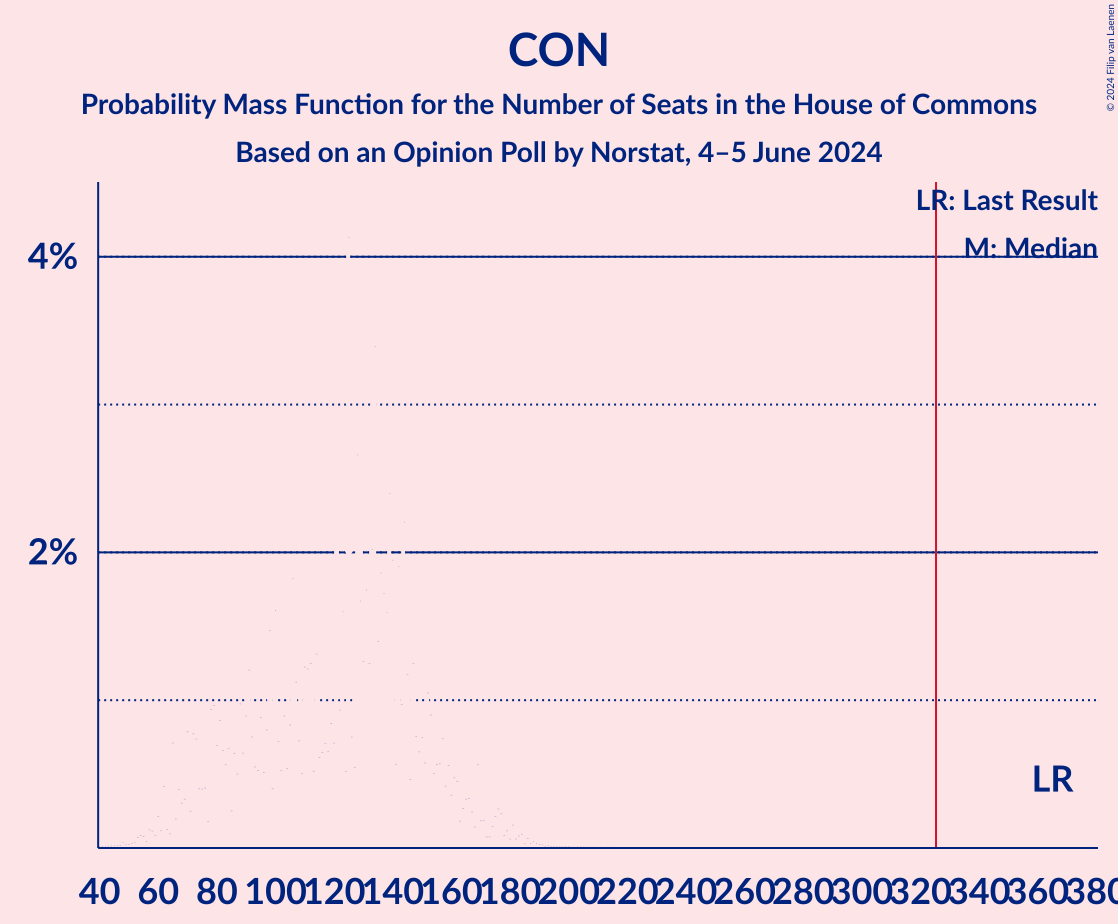 CON
Probability Mass Function for the Number of Seats in the House of Commons
Based on an Opinion Poll by Norstat, 4–5 June 2024
© 2024 Filip van Laenen
LR: Last Result
M: Median
4%
2%
LR
40 60 80 100 120 140 160 180 200 220 240 260 280 300 320 340 360 380